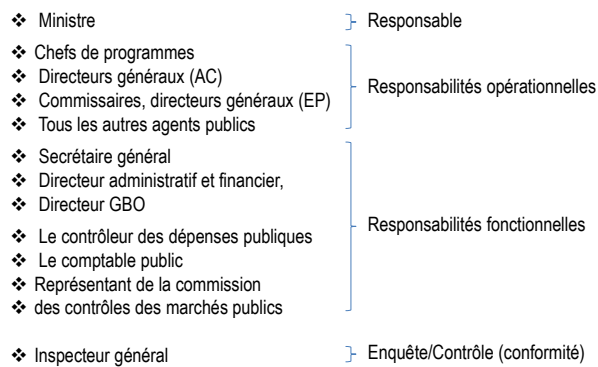 ❖ Ministre
Responsable
❖ Chefs de programmes
❖ Directeurs généraux (AC)
❖ Commissaires, directeurs généraux (EP)
❖ Tous les autres agents publics
Responsabilités opérationnelles
❖ Secrétaire général
❖ Directeur administratif et financier,
❖ Directeur GBO
❖ Le contrôleur des dépenses publiques
❖ Le comptable public
❖ Représentant de la commission
❖ des contrôles des marchés publics
Responsabilités fonctionnelles
❖ Inspecteur général
Enquête/Contrôle (conformité)